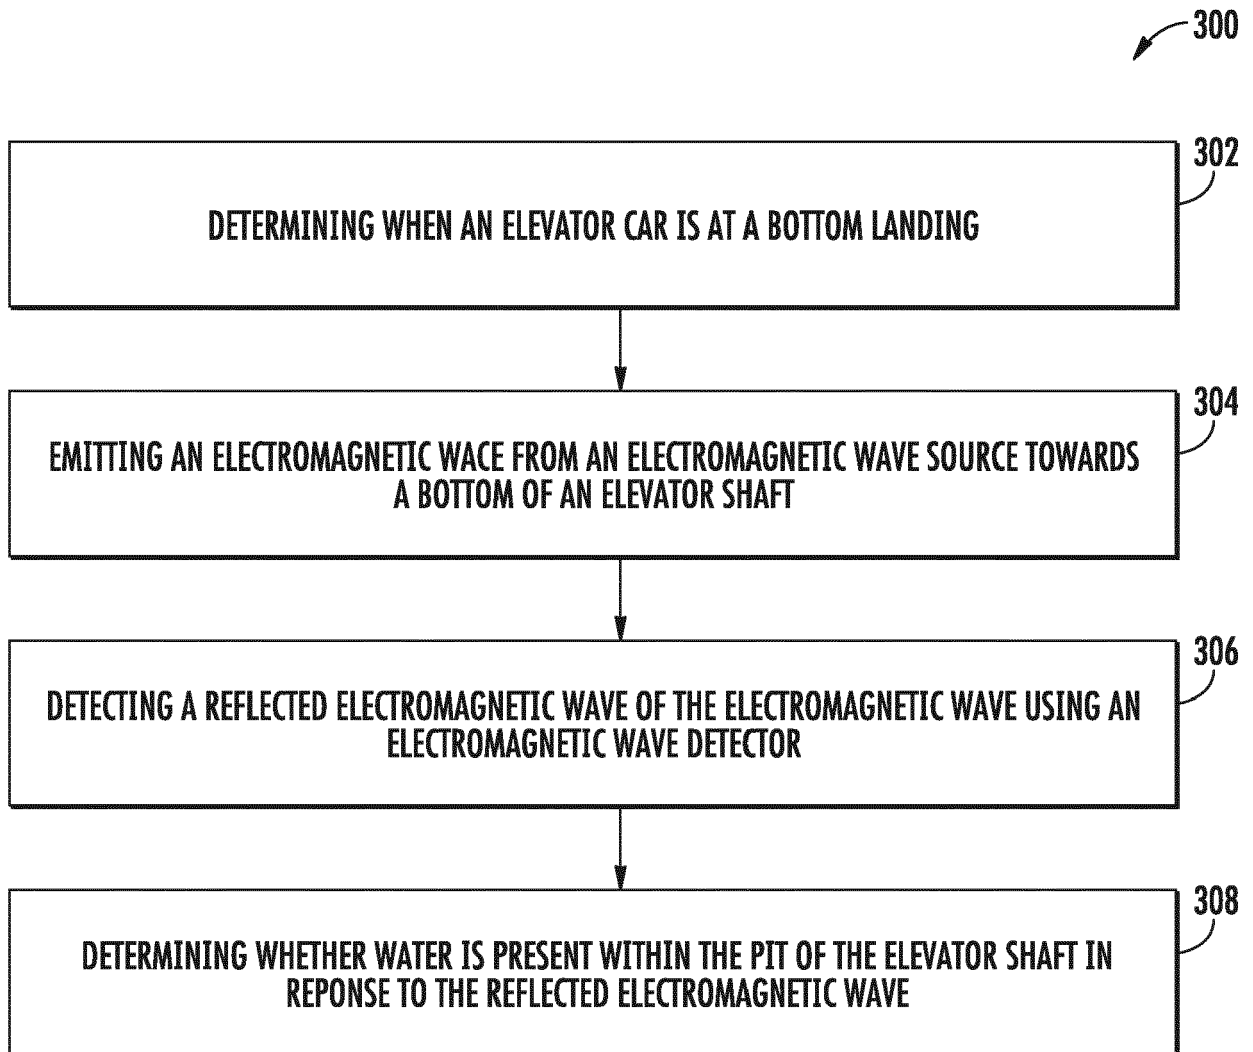 300
302
DETERMINING WHEN AN ELEVATOR CAR IS AT A BOTTOM LANDING
304
EMITTING AN ELECTROMAGNETIC WACE FROM AN ELECTROMAGNETIC WAVE SOURCE TOWARDS
A BOTTOM OF AN ELEVATOR SHAFT
306
DETECTING A REFLECTED ELECTROMAGNETIC WAVE OF THE ELECTROMAGNETIC WAVE USING AN
ELECTROMAGNETIC WAVE DETECTOR
308
DETERMINING WHETHER WATER IS PRESENT WITHIN THE PIT OF THE ELEVATOR SHAFT IN
REPONSE TO THE REFLECTED ELECTROMAGNETIC WAVE